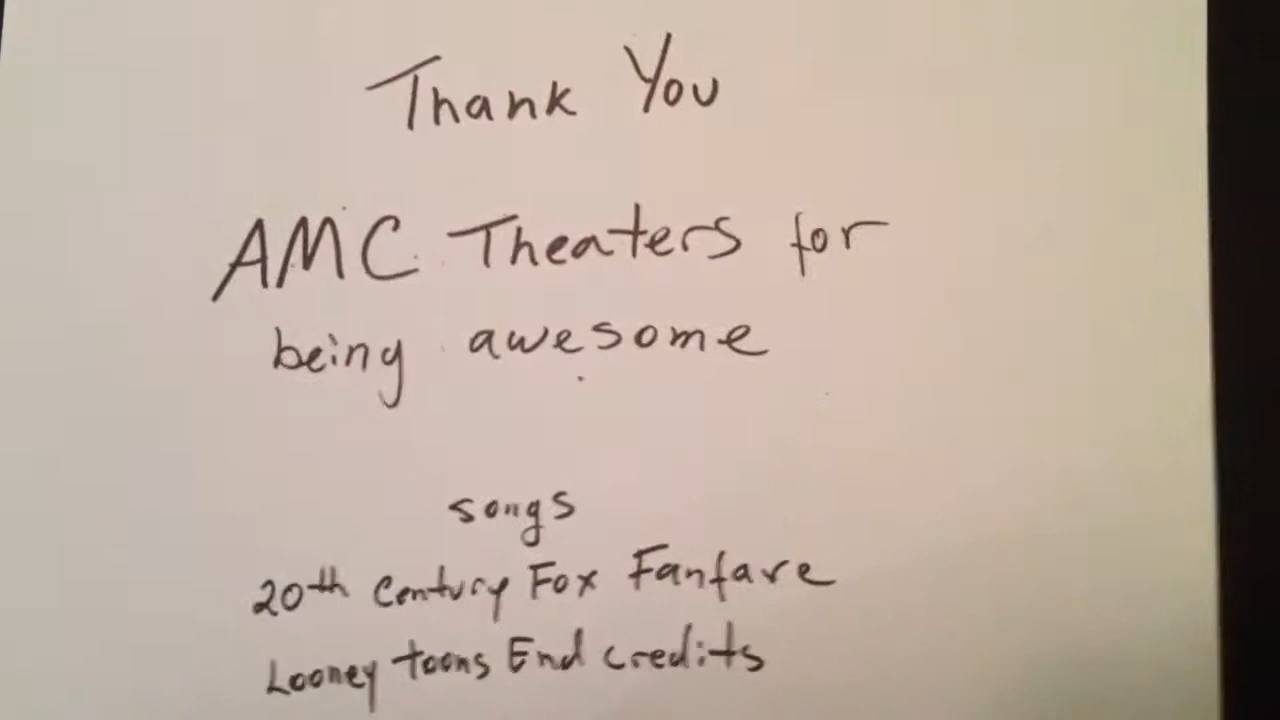 Thank You
AMC Theaters for
being awesome
songs
20th Century Fox Fanfare
Looney toons End credits